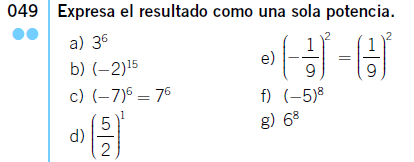 049 Expresa el resultado como una sola potencia.
a) 3⁶
b) (−2)¹⁵
c) (−7)⁶ = 7⁶
d) (5/2)¹
e) (−1/9)² = (1/9)²
f) (−5)⁸
g) 6⁸